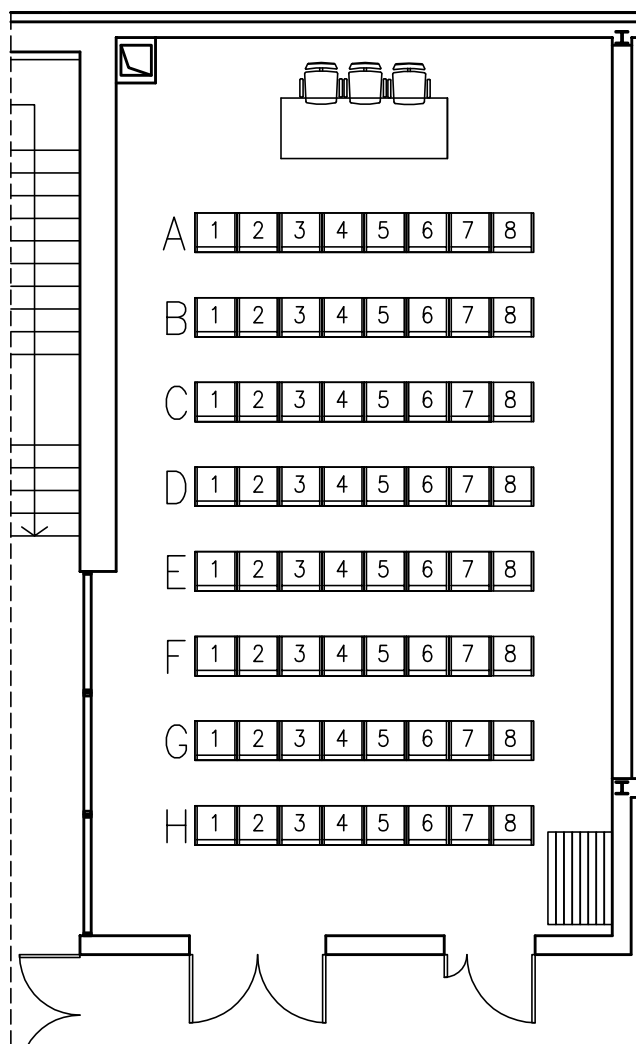 A 1 2 3 4 5 6 7 8
B 1 2 3 4 5 6 7 8
C 1 2 3 4 5 6 7 8
D 1 2 3 4 5 6 7 8
E 1 2 3 4 5 6 7 8
F 1 2 3 4 5 6 7 8
G 1 2 3 4 5 6 7 8
H 1 2 3 4 5 6 7 8